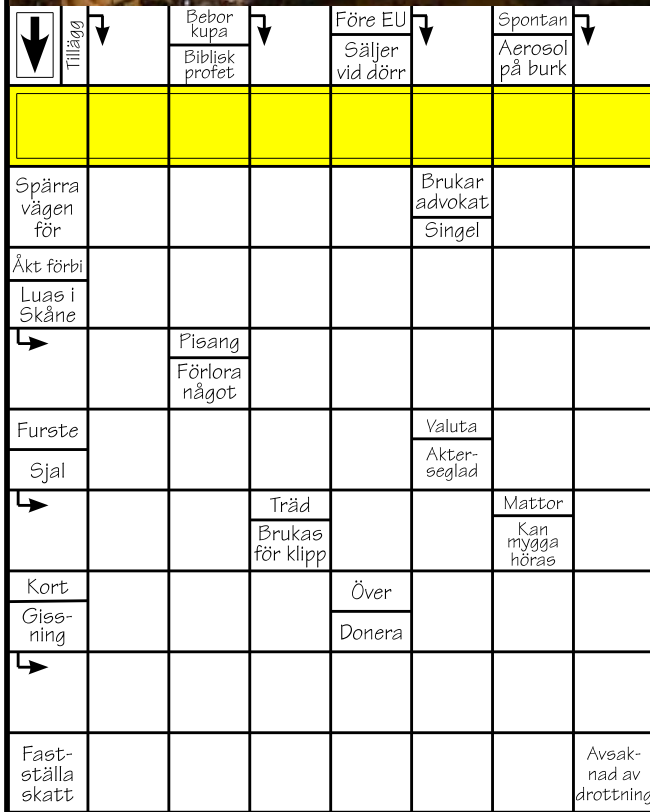 Tillägg
Bebor
kupa
Biblisk
profet
Före EU
Säljer
vid dörr
Spontan
Aerosol
på burk
Spärra
vägen
för
Brukar
advokat
Singel
Åkt förbi
Luas i
Skåne
Pisang
Förlora
något
Furste
Sjal
Valuta
Akter-
seglad
Träd
Brukas
för klipp
Mattor
Kan
mygga
höras
Kort
Giss-
ning
Över
Donera
Fast-
ställa
skatt
Avsak-
nad av
drottning